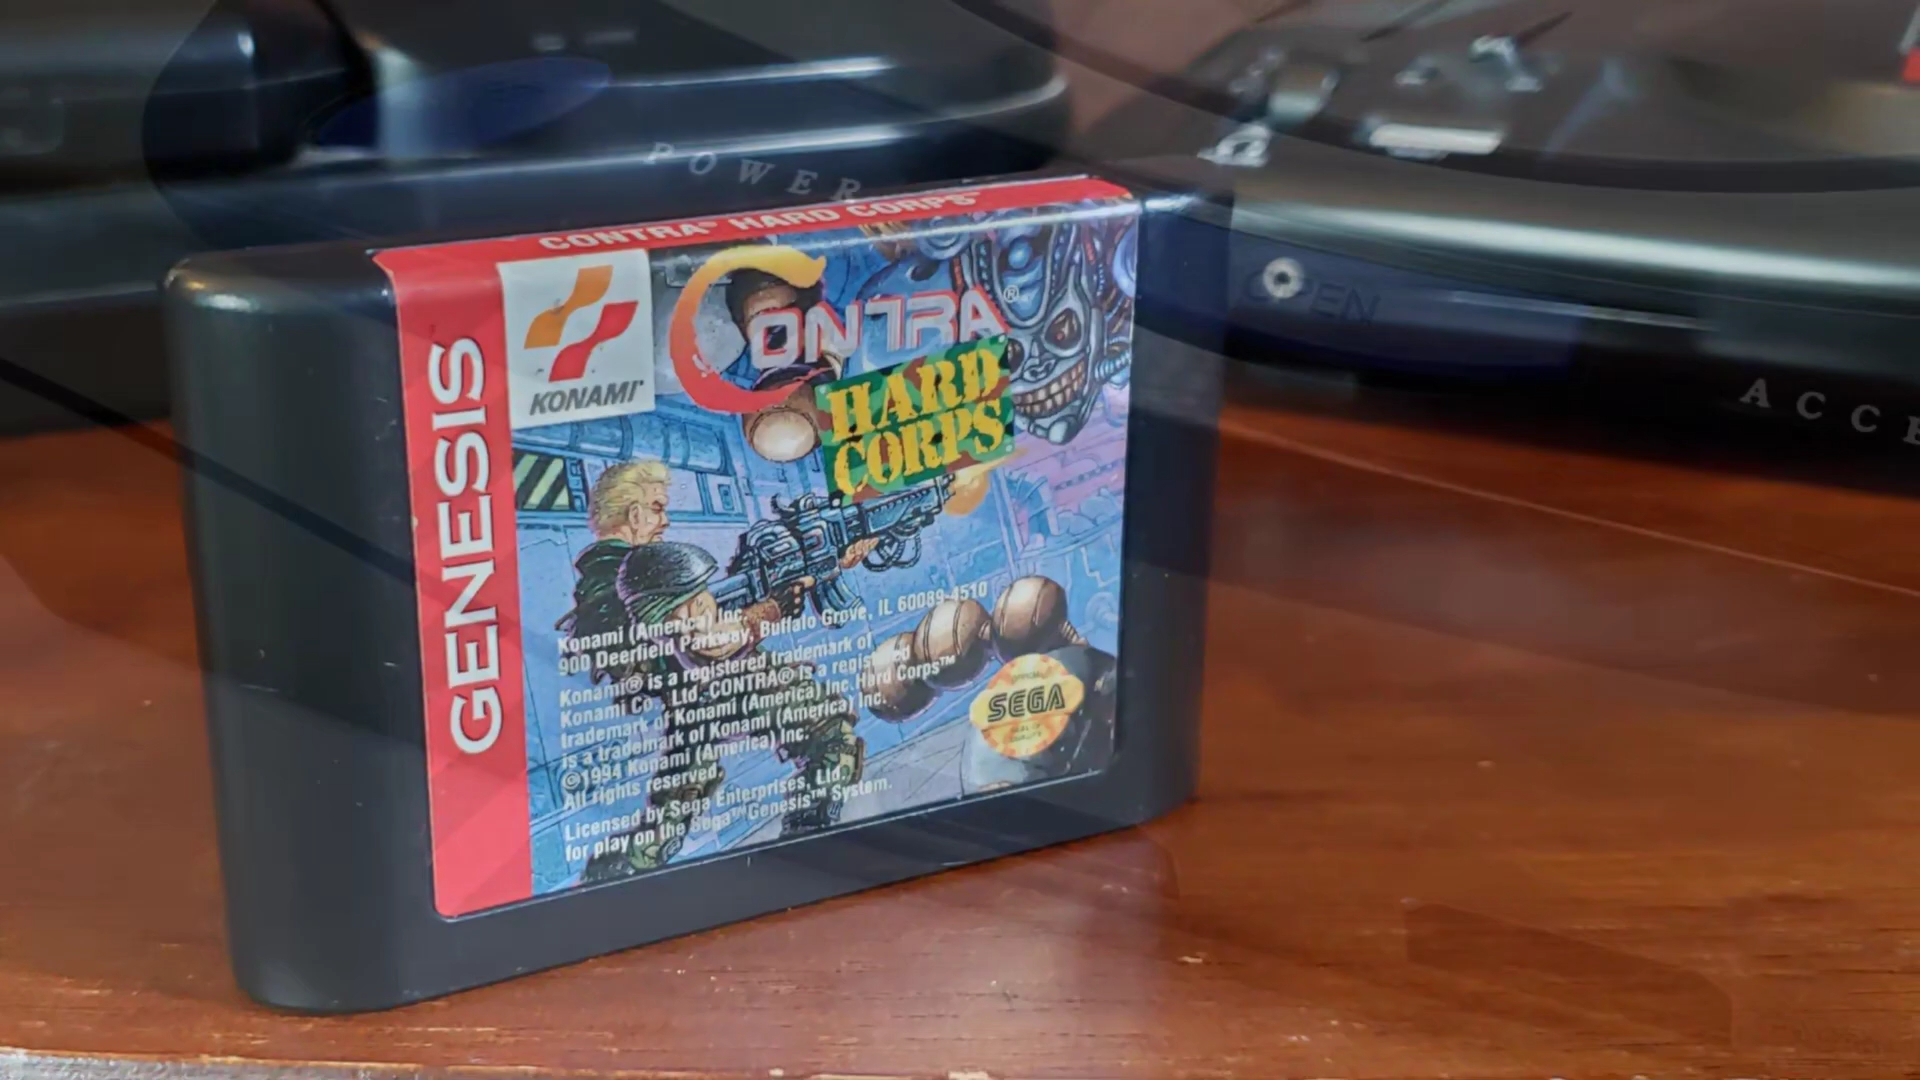 POWER
OPEN
ACCE
CONTRA® HARD CORPS™
GENESIS
KONAMI®
CONTRA®
HARD
CORPS
Konami (America) Inc.
900 Deerfield Parkway, Buffalo Grove, IL 60089-4510
Konami® is a registered trademark of
Konami Co., Ltd. CONTRA® is a registered
trademark of Konami (America) Inc. Hard Corps™
is a trademark of Konami (America) Inc.
©1994 Konami (America) Inc.
All rights reserved.
Licensed by Sega Enterprises, Ltd.
for play on the Sega™ Genesis™ System.
SEGA